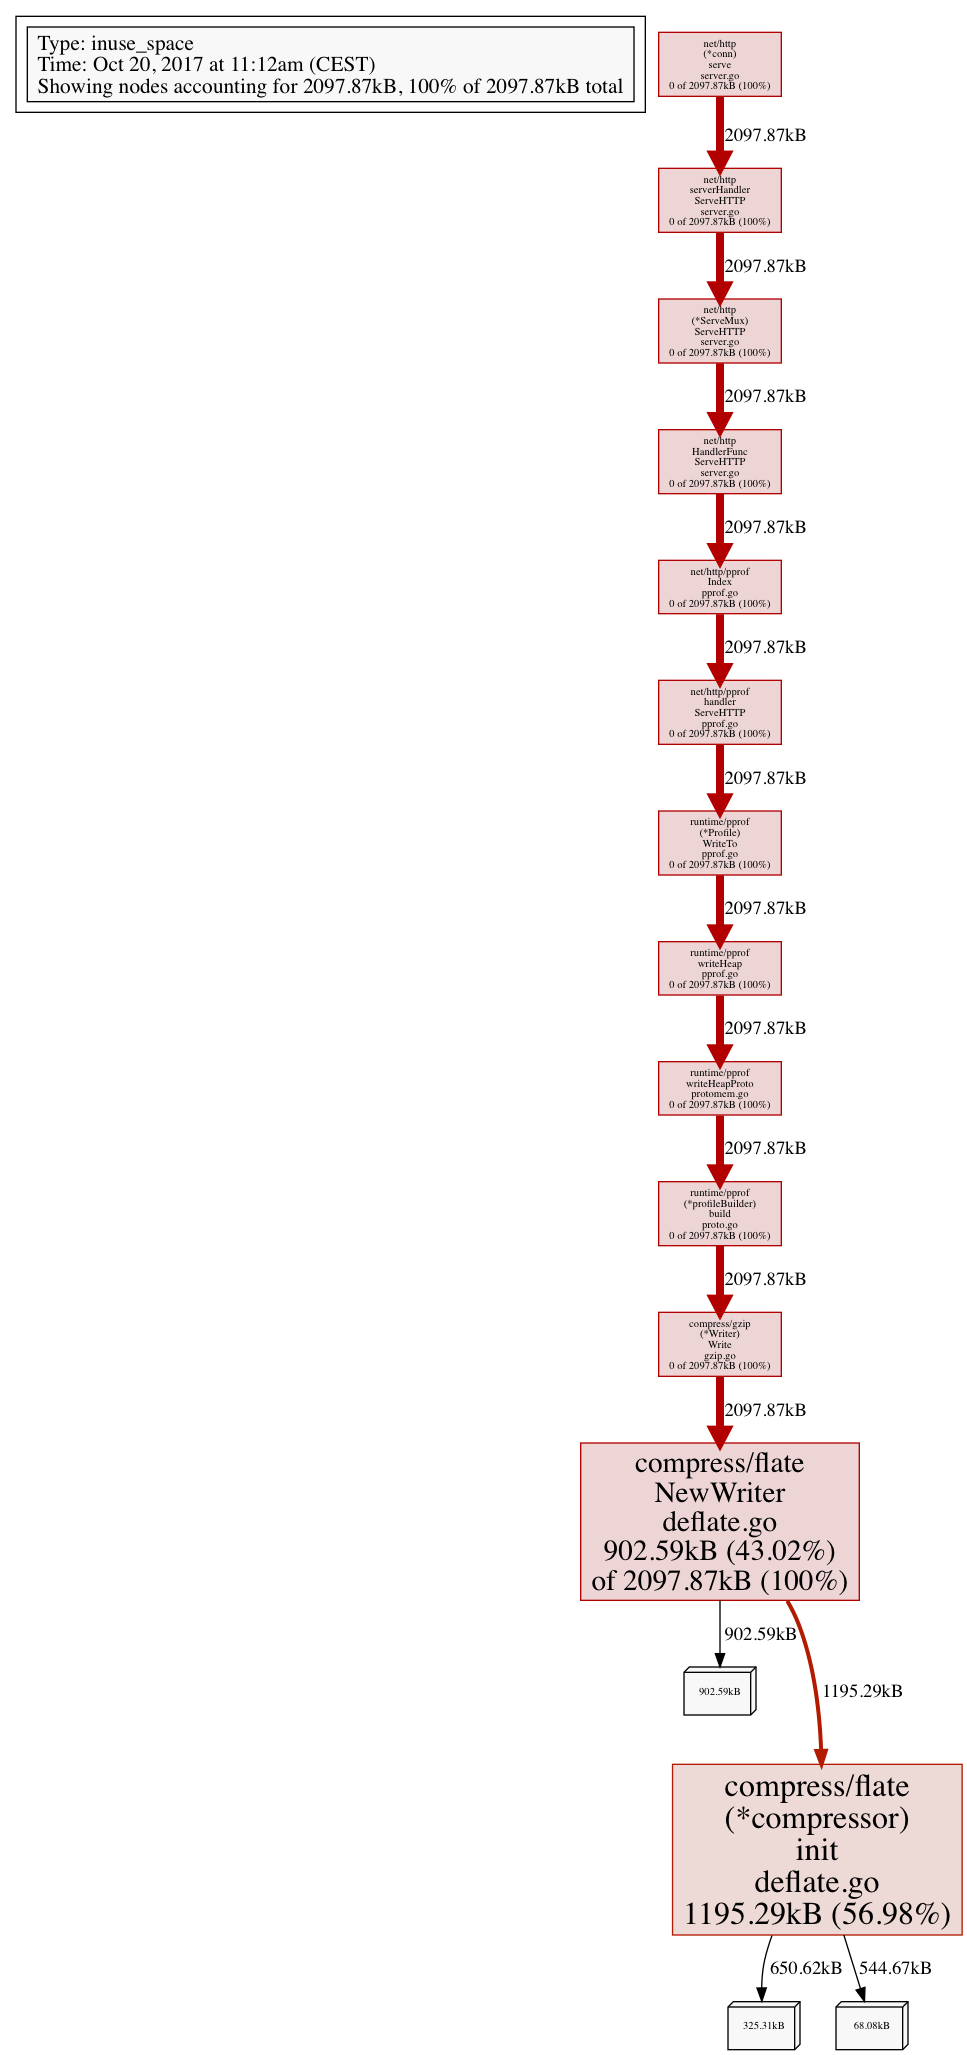 Type: inuse_space
Time: Oct 20, 2017 at 11:12am (CEST)
Showing nodes accounting for 2097.87kB, 100% of 2097.87kB total
net/http
(*conn)
serve
server.go
0 of 2097.87kB (100%)
2097.87kB
net/http
serverHandler
ServeHTTP
server.go
0 of 2097.87kB (100%)
2097.87kB
net/http
(*ServeMux)
ServeHTTP
server.go
0 of 2097.87kB (100%)
2097.87kB
net/http
HandlerFunc
ServeHTTP
server.go
0 of 2097.87kB (100%)
2097.87kB
net/http/pprof
Index
pprof.go
0 of 2097.87kB (100%)
2097.87kB
net/http/pprof
handler
ServeHTTP
pprof.go
0 of 2097.87kB (100%)
2097.87kB
runtime/pprof
(*Profile)
WriteTo
pprof.go
0 of 2097.87kB (100%)
2097.87kB
runtime/pprof
writeHeap
pprof.go
0 of 2097.87kB (100%)
2097.87kB
runtime/pprof
writeHeapProto
protomem.go
0 of 2097.87kB (100%)
2097.87kB
runtime/pprof
(*profileBuilder)
build
proto.go
0 of 2097.87kB (100%)
2097.87kB
compress/gzip
(*Writer)
Write
gzip.go
0 of 2097.87kB (100%)
2097.87kB
compress/flate
NewWriter
deflate.go
902.59kB (43.02%)
of 2097.87kB (100%)
902.59kB
902.59kB
1195.29kB
compress/flate
(*compressor)
init
deflate.go
1195.29kB (56.98%)
650.62kB
544.67kB
325.31kB
68.08kB